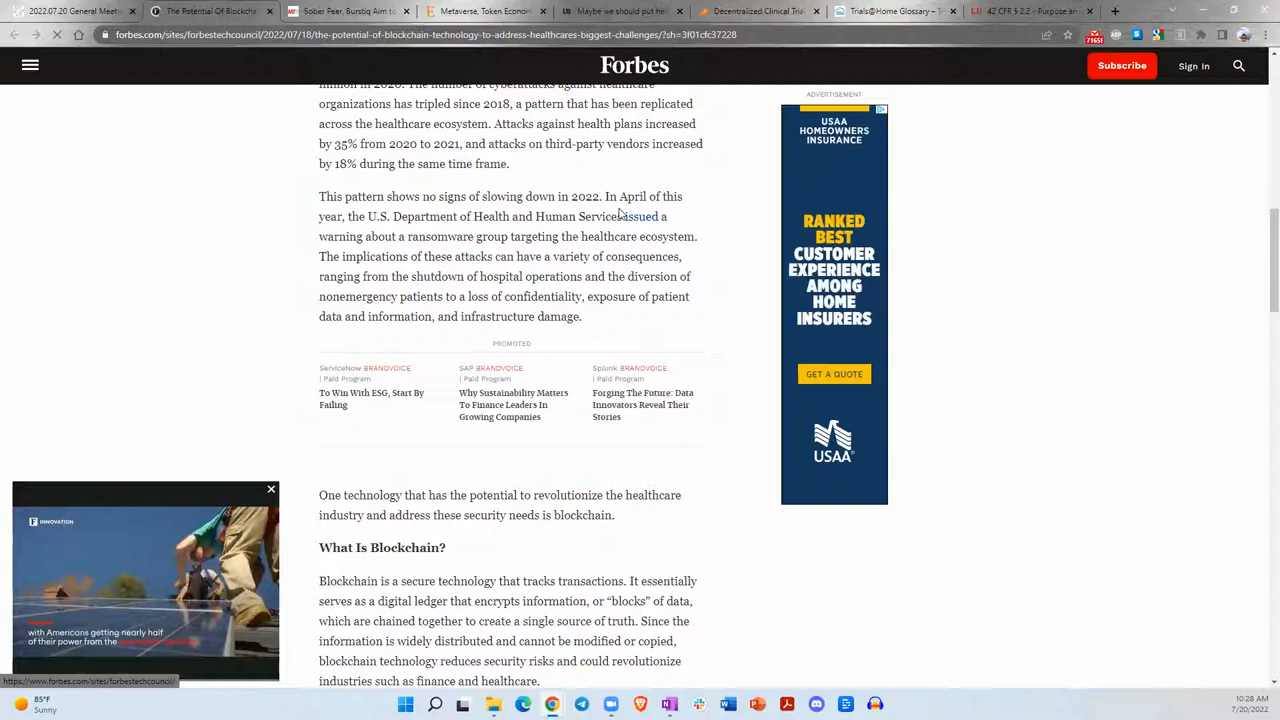 2022.07.20 General Meet
The Potential Of Blockchain
Sober Peer, Bursting Aim to
Metaverse, Token Econom
Maybe we should put he
Decentralized Clinical Tri
Trials@Home Glossary – Tri
42 CFR § 2.2 - Purpose an
forbes.com/sites/forbestechcouncil/2022/07/18/the-potential-of-blockchain-technology-to-address-healthcares-biggest-challenges/?sh=3f01cfc37228
Forbes
Subscribe
Sign In
million in 2020. The number of cyberattacks against healthcare
organizations has tripled since 2018, a pattern that has been replicated
across the healthcare ecosystem. Attacks against health plans increased
by 35% from 2020 to 2021, and attacks on third-party vendors increased
by 18% during the same time frame.
This pattern shows no signs of slowing down in 2022. In April of this
year, the U.S. Department of Health and Human Services issued a
warning about a ransomware group targeting the healthcare ecosystem.
The implications of these attacks can have a variety of consequences,
ranging from the shutdown of hospital operations and the diversion of
nonemergency patients to a loss of confidentiality, exposure of patient
data and information, and infrastructure damage.
PROMOTED
ServiceNow BRANDVOICE
| Paid Program
To Win With ESG, Start By
Failing
SAP BRANDVOICE
| Paid Program
Why Sustainability Matters
To Finance Leaders In
Growing Companies
Splunk BRANDVOICE
| Paid Program
Forging The Future: Data
Innovators Reveal Their
Stories
One technology that has the potential to revolutionize the healthcare
industry and address these security needs is blockchain.
What Is Blockchain?
Blockchain is a secure technology that tracks transactions. It essentially
serves as a digital ledger that encrypts information, or “blocks” of data,
which are chained together to create a single source of truth. Since the
information is widely distributed and cannot be modified or copied,
blockchain technology reduces security risks and could revolutionize
industries such as finance and healthcare.
ADVERTISEMENT
USAA
HOMEOWNERS
INSURANCE
RANKED
BEST
CUSTOMER
EXPERIENCE
AMONG
HOME
INSURERS
GET A QUOTE
USAA
INNOVATION
with Americans getting nearly half
of their power from the
https://www.forbes.com/sites/forbestechcouncil/
85°F
Sunny
10:28 AM
7/20/2022